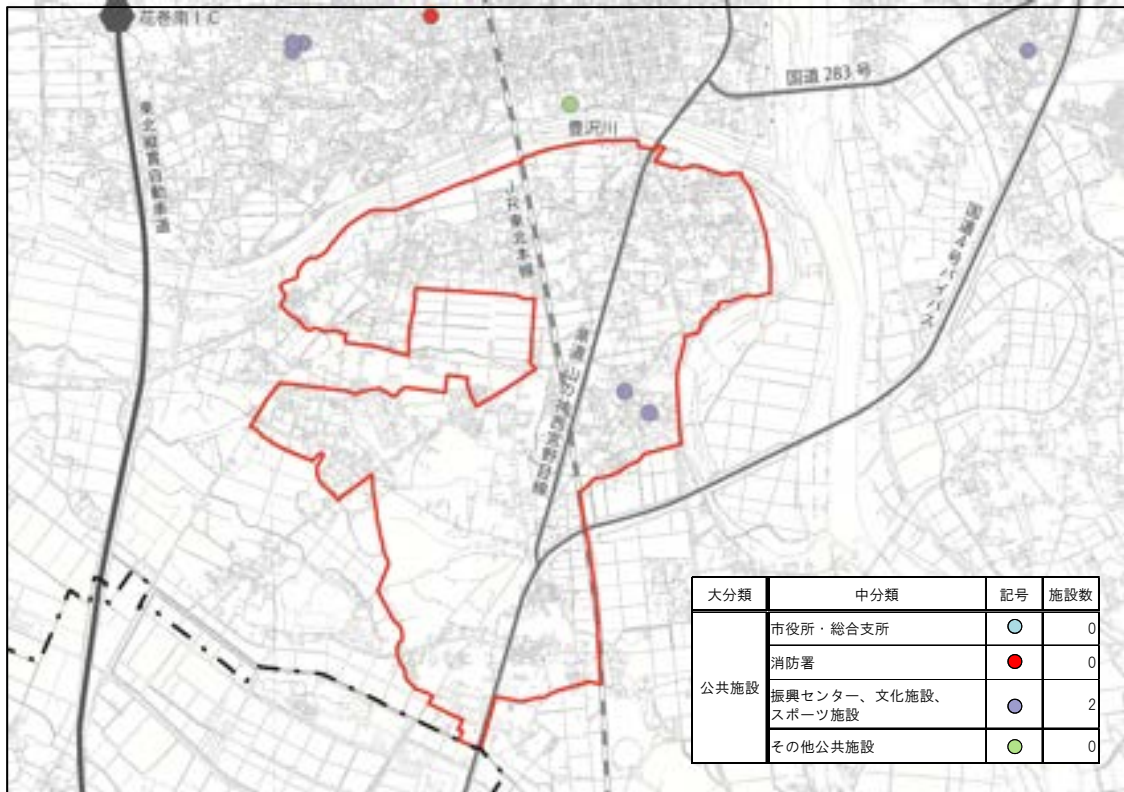 花巻南IC
国道 283 号
豊沢川
東北縦貫自動車道
JR東北本線
国道4号バイパス
大分類 中分類 記号 施設数
公共施設
市役所・総合支所 0
消防署 0
振興センター、文化施設、
スポーツ施設 2
その他公共施設 0